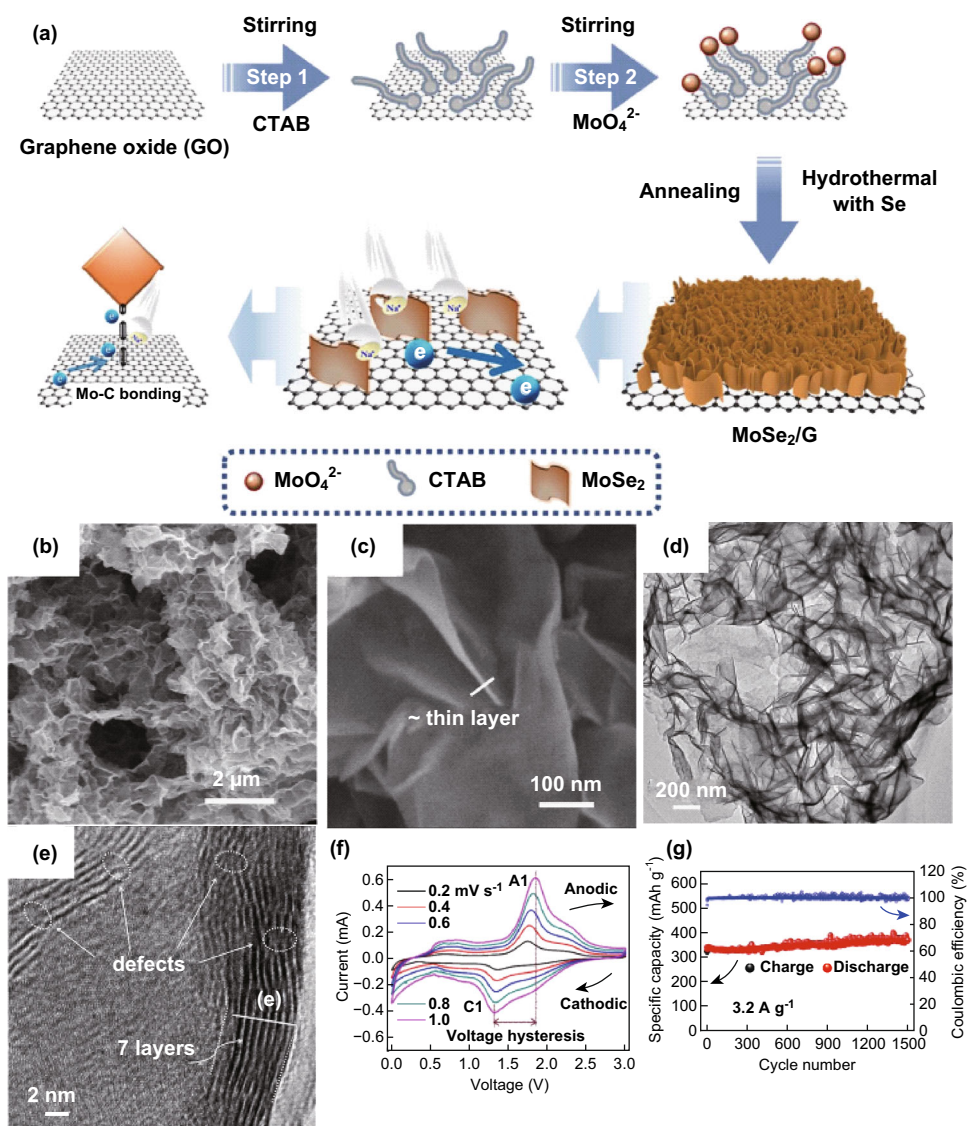 (a)
Stirring
Step 1
CTAB
Stirring
Step 2
MoO₄²⁻
Graphene oxide (GO)
Annealing
Hydrothermal
with Se
Na⁺
Na⁺
Na⁺
e
e
e
e
e
Mo-C bonding
MoSe₂/G
MoO₄²⁻
CTAB
MoSe₂
(b)
2 µm
(c)
~ thin layer
100 nm
(d)
200 nm
(e)
defects
(e)
7 layers
2 nm
(f)
0.6
0.4
0.2
0.0
−0.2
−0.4
−0.6
Current (mA)
0.2 mV s⁻¹
0.4
0.6
A1
Anodic
Cathodic
C1
0.8
1.0
Voltage hysteresis
0.0 0.5 1.0 1.5 2.0 2.5 3.0
Voltage (V)
(g)
600
500
400
300
200
100
0
Specific capacity (mAh g⁻¹)
120
100
80
60
40
20
0
Coulombic efficiency (%)
Charge Discharge
3.2 A g⁻¹
0 300 600 900 1200 1500
Cycle number